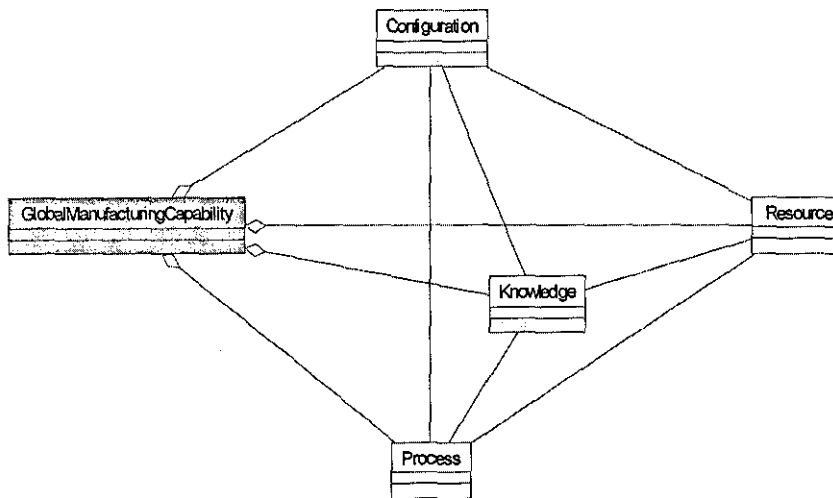 Configuration
GlobalManufacturingCapability
Resource
Knowledge
Process